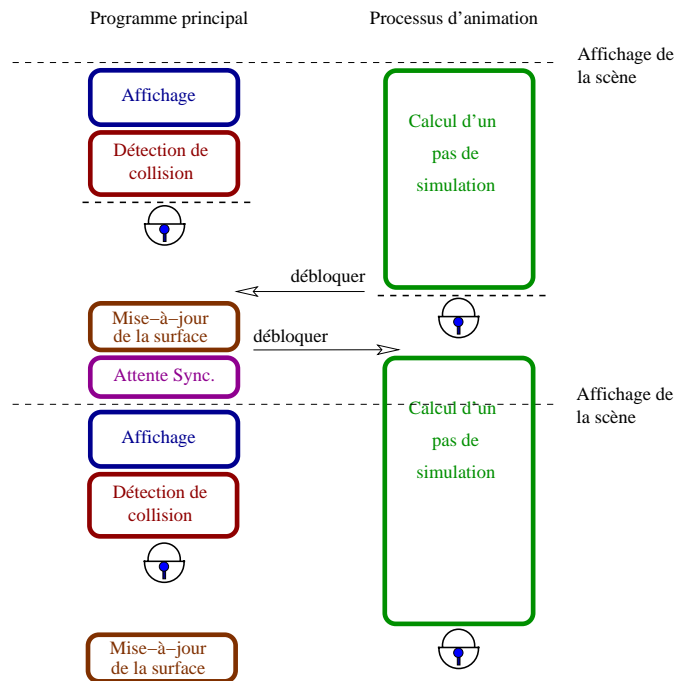 Programme principal
Processus d'animation
Affichage de
la scène
Affichage
Calcul d'un
pas de
simulation
Détection de
collision
débloquer
Mise−à−jour
de la surface
débloquer
Attente Sync.
Affichage de
la scène
Affichage
Calcul d'un
pas de
simulation
Détection de
collision
Mise−à−jour
de la surface